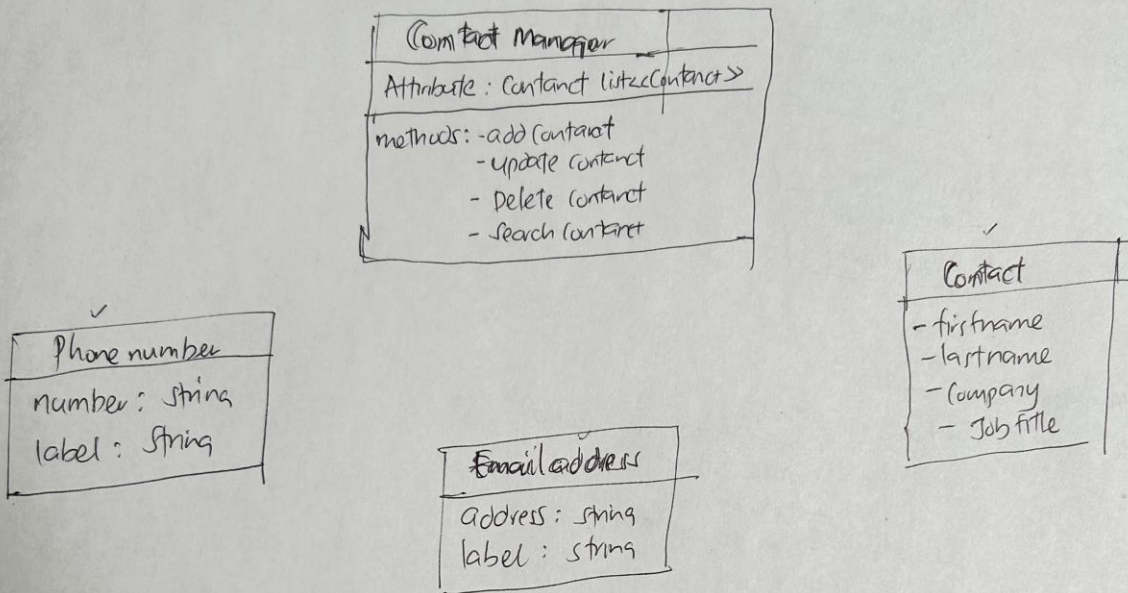 Contact Manager
Attribute: Contanct list<<Contanct>>
methods: - add Contanct
- update contanct
- Delete contanct
- Search Contanct
Contact
- firstname
- lastname
- Company
- Job title
Phone number
number: string
label: string
Email address
address: string
label: string